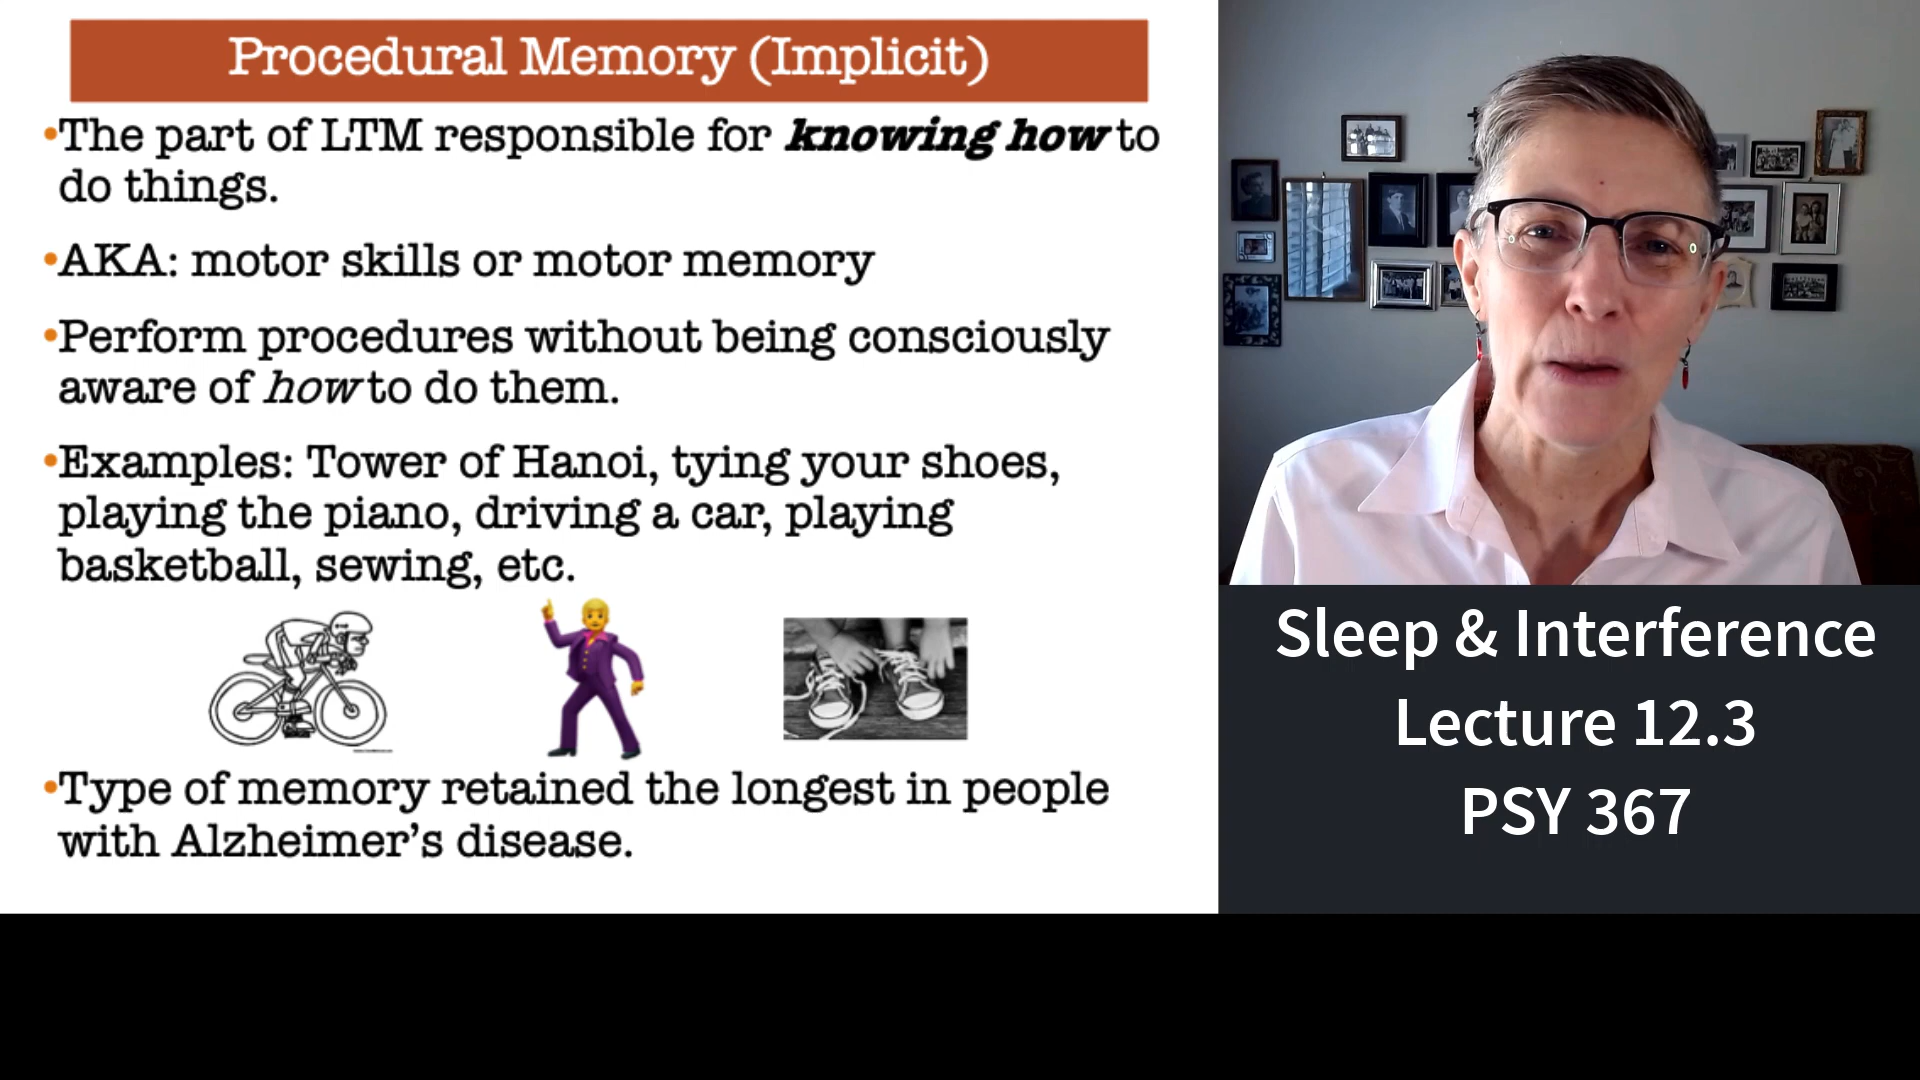 Procedural Memory (Implicit)
•The part of LTM responsible for knowing how to
do things.
•AKA: motor skills or motor memory
•Perform procedures without being consciously
aware of how to do them.
•Examples: Tower of Hanoi, tying your shoes,
playing the piano, driving a car, playing
basketball, sewing, etc.
•Type of memory retained the longest in people
with Alzheimer’s disease.
Sleep & Interference
Lecture 12.3
PSY 367